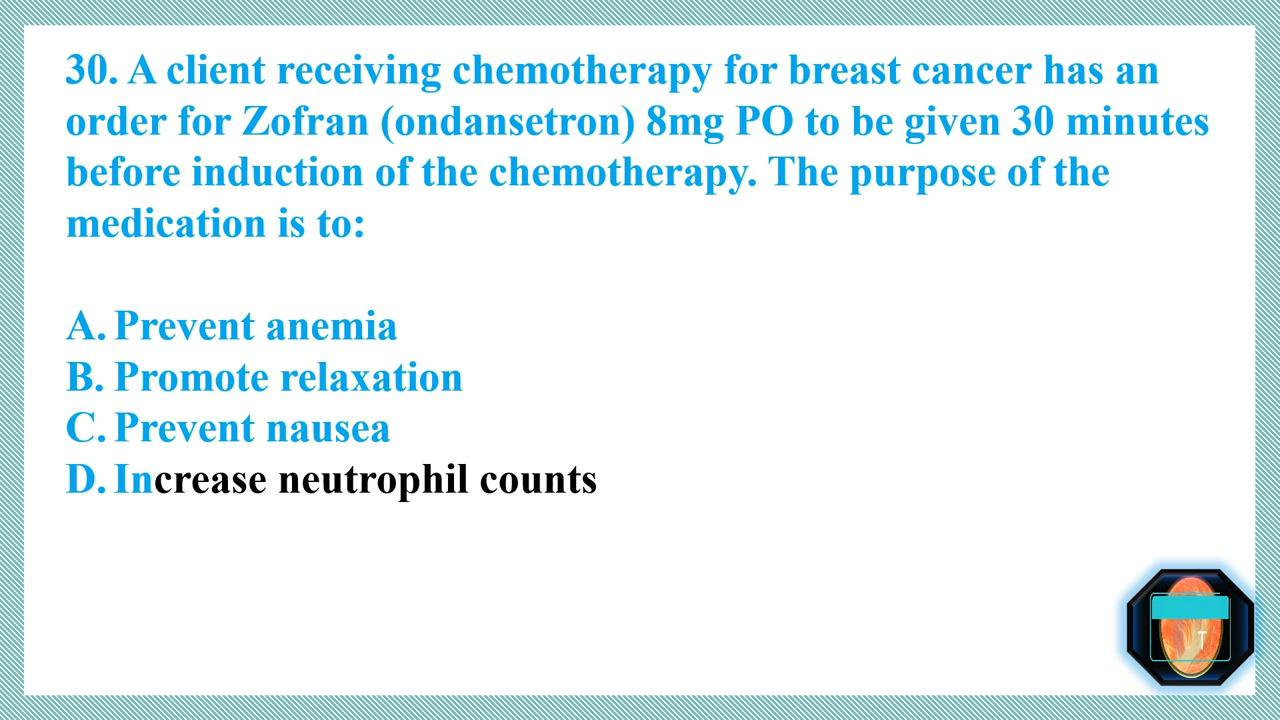 30. A client receiving chemotherapy for breast cancer has an
order for Zofran (ondansetron) 8mg PO to be given 30 minutes
before induction of the chemotherapy. The purpose of the
medication is to:
A. Prevent anemia
B. Promote relaxation
C. Prevent nausea
D. Increase neutrophil counts
T